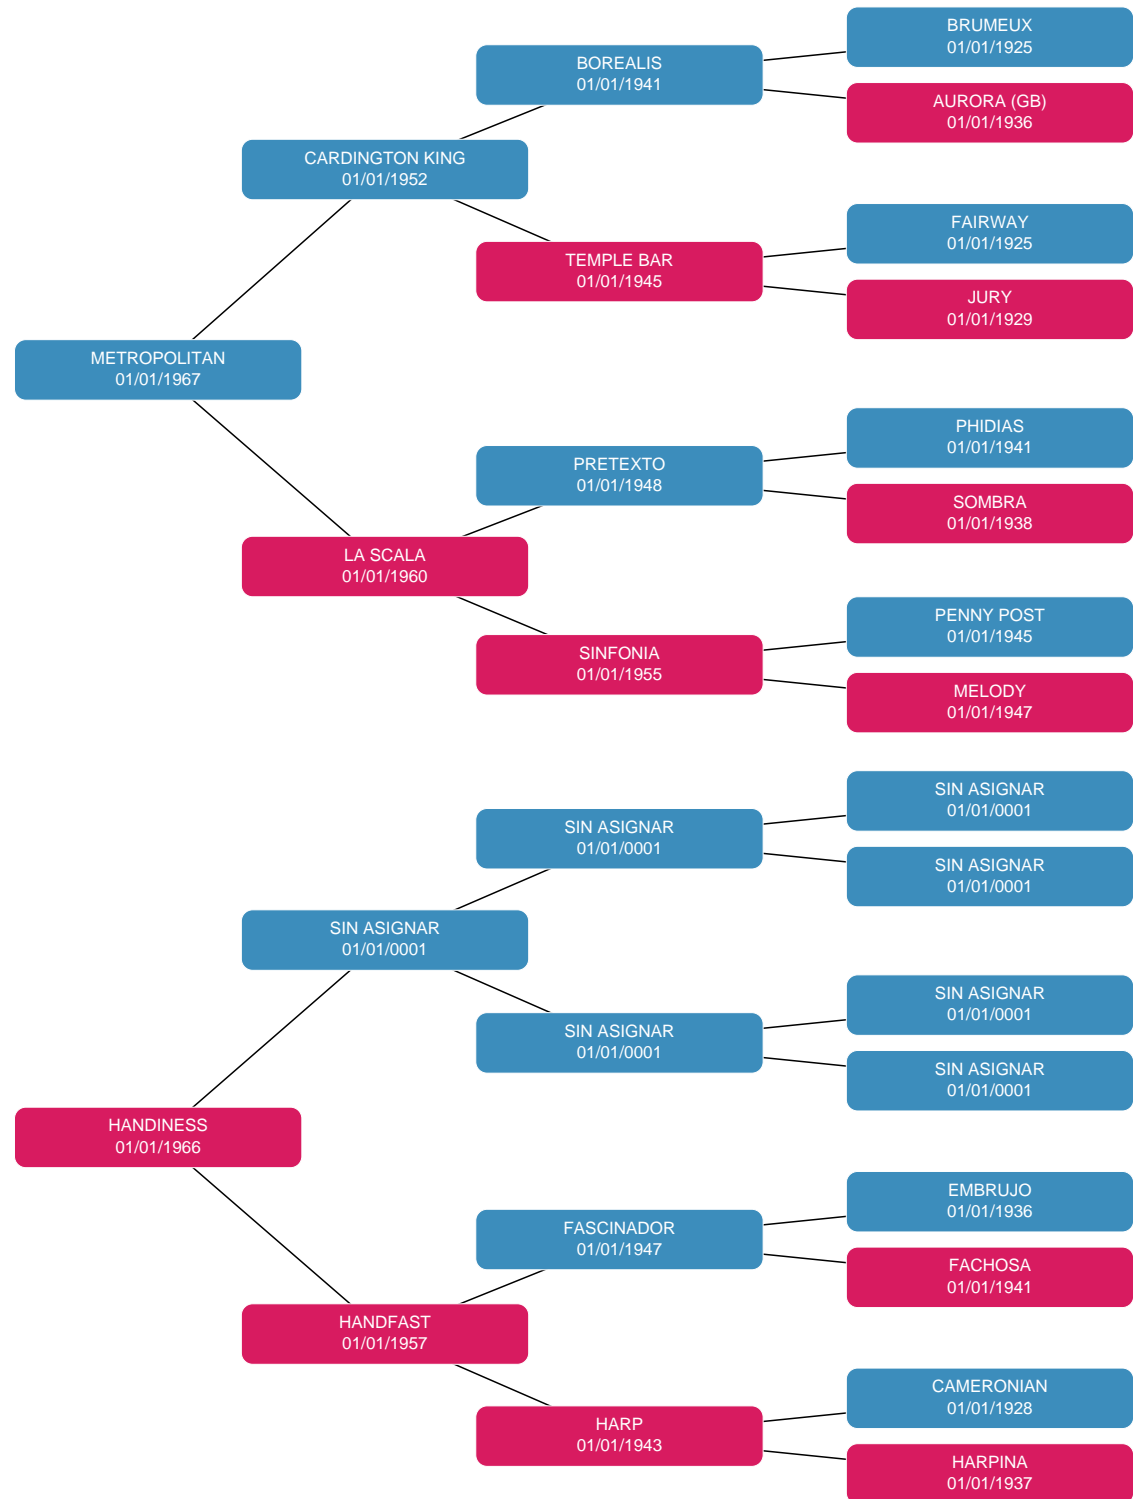 BRUMEUX
01/01/1925
BOREALIS
01/01/1941
AURORA (GB)
01/01/1936
CARDINGTON KING
01/01/1952
FAIRWAY
01/01/1925
TEMPLE BAR
01/01/1945
JURY
01/01/1929
METROPOLITAN
01/01/1967
PHIDIAS
01/01/1941
PRETEXTO
01/01/1948
SOMBRA
01/01/1938
LA SCALA
01/01/1960
PENNY POST
01/01/1945
SINFONIA
01/01/1955
MELODY
01/01/1947
SIN ASIGNAR
01/01/0001
SIN ASIGNAR
01/01/0001
SIN ASIGNAR
01/01/0001
SIN ASIGNAR
01/01/0001
SIN ASIGNAR
01/01/0001
SIN ASIGNAR
01/01/0001
SIN ASIGNAR
01/01/0001
HANDINESS
01/01/1966
EMBRUJO
01/01/1936
FASCINADOR
01/01/1947
FACHOSA
01/01/1941
HANDFAST
01/01/1957
CAMERONIAN
01/01/1928
HARP
01/01/1943
HARPINA
01/01/1937